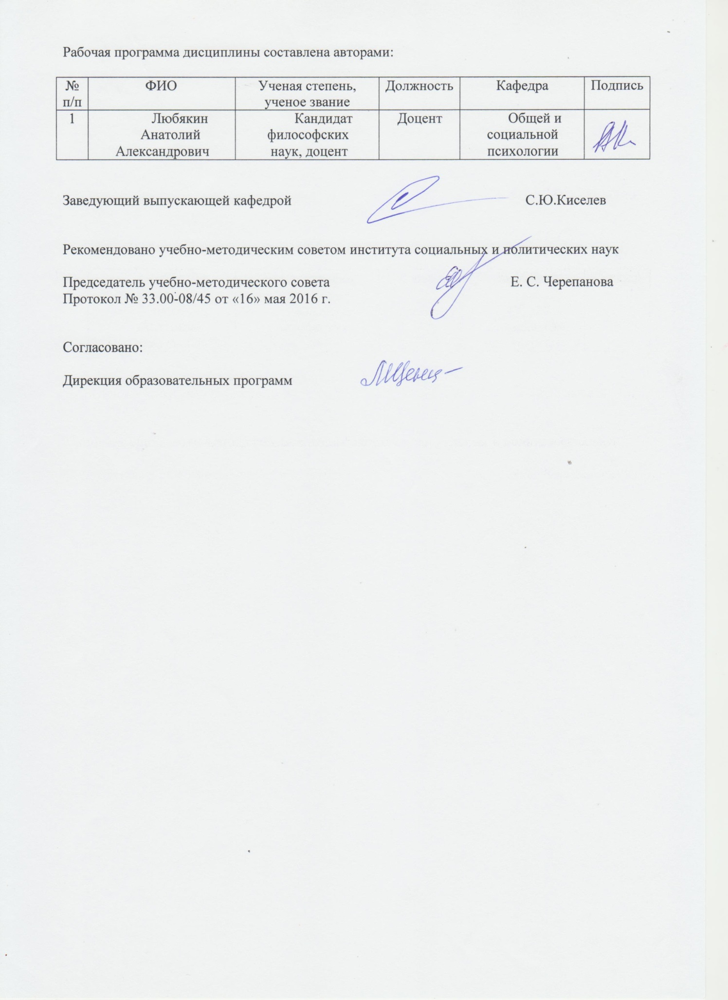 Рабочая программа дисциплины составлена авторами:
№ п/п ФИО Ученая степень, ученое звание Должность Кафедра Подпись
1 Любякин Анатолий Александрович Кандидат философских наук, доцент Доцент Общей и социальной психологии
Заведующий выпускающей кафедрой С.Ю.Киселев
Рекомендовано учебно-методическим советом института социальных и политических наук
Председатель учебно-методического совета Е. С. Черепанова
Протокол № 33.00-08/45 от «16» мая 2016 г.
Согласовано:
Дирекция образовательных программ